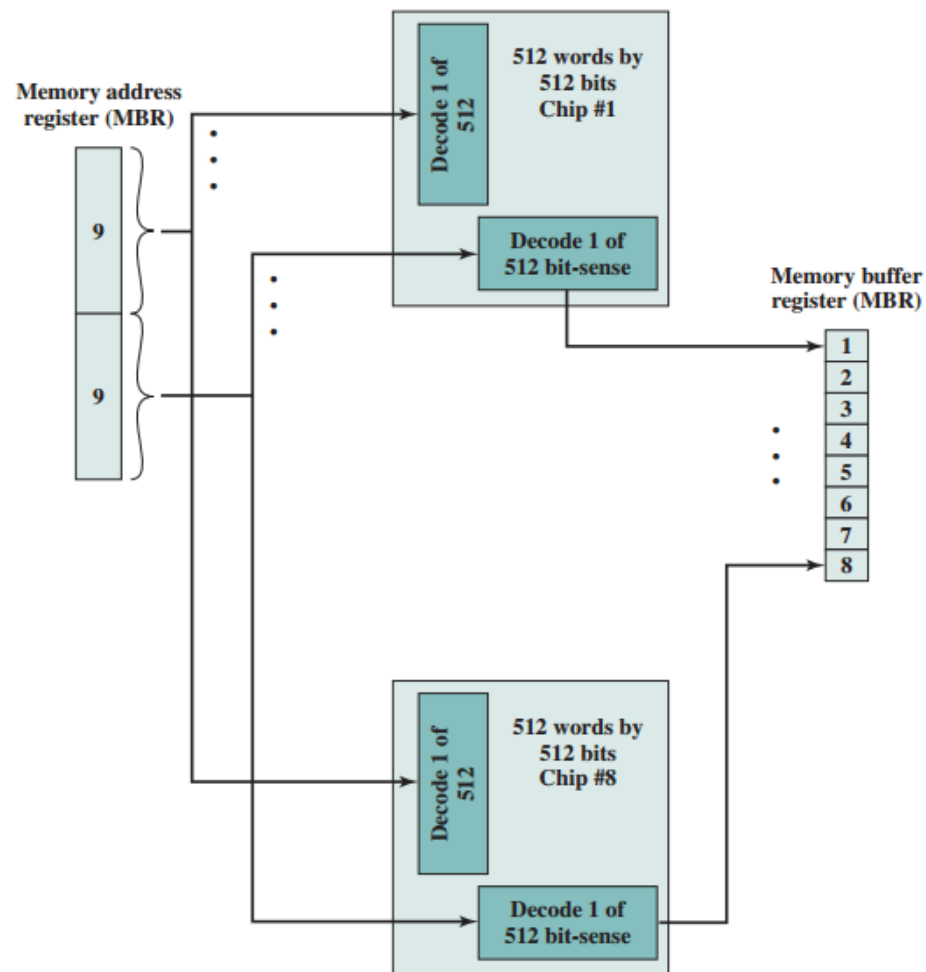 Memory address
register (MBR)
9
9
Decode 1 of
512
512 words by
512 bits
Chip #1
Decode 1 of
512 bit-sense
Memory buffer
register (MBR)
1
2
3
4
5
6
7
8
Decode 1 of
512
512 words by
512 bits
Chip #8
Decode 1 of
512 bit-sense